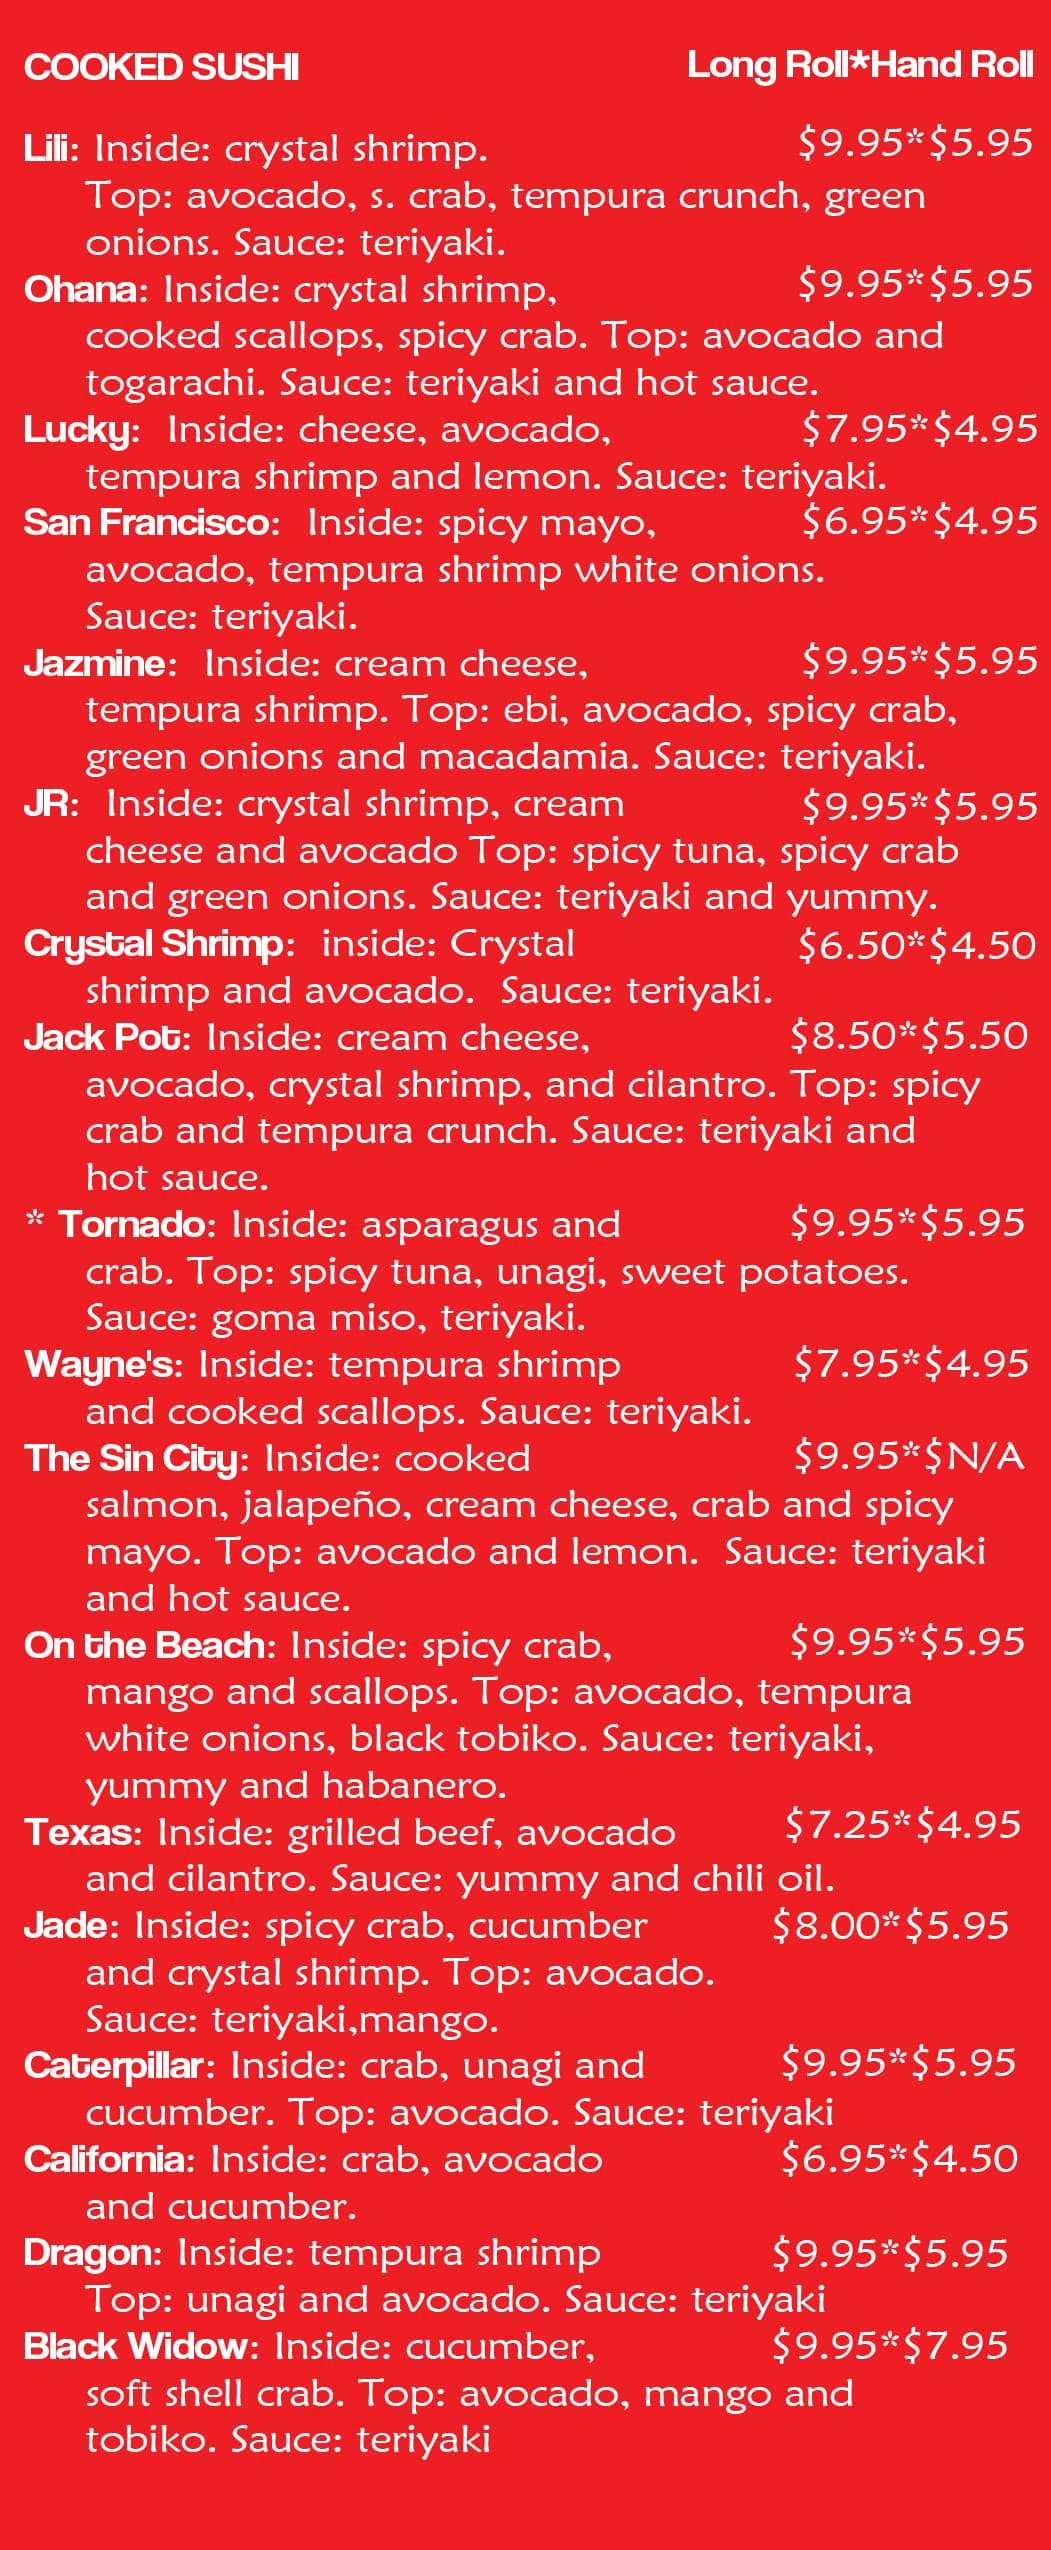 COOKED SUSHI Long Roll*Hand Roll
Lili: Inside: crystal shrimp. $9.95*$5.95
Top: avocado, s. crab, tempura crunch, green
onions. Sauce: teriyaki.
Ohana: Inside: crystal shrimp, $9.95*$5.95
cooked scallops, spicy crab. Top: avocado and
togarachi. Sauce: teriyaki and hot sauce.
Lucky: Inside: cheese, avocado, $7.95*$4.95
tempura shrimp and lemon. Sauce: teriyaki.
San Francisco: Inside: spicy mayo, $6.95*$4.95
avocado, tempura shrimp white onions.
Sauce: teriyaki.
Jazmine: Inside: cream cheese, $9.95*$5.95
tempura shrimp. Top: ebi, avocado, spicy crab,
green onions and macadamia. Sauce: teriyaki.
JR: Inside: crystal shrimp, cream $9.95*$5.95
cheese and avocado Top: spicy tuna, spicy crab
and green onions. Sauce: teriyaki and yummy.
Crystal Shrimp: inside: Crystal $6.50*$4.50
shrimp and avocado. Sauce: teriyaki.
Jack Pot: Inside: cream cheese, $8.50*$5.50
avocado, crystal shrimp, and cilantro. Top: spicy
crab and tempura crunch. Sauce: teriyaki and
hot sauce.
* Tornado: Inside: asparagus and $9.95*$5.95
crab. Top: spicy tuna, unagi, sweet potatoes.
Sauce: goma miso, teriyaki.
Wayne's: Inside: tempura shrimp $7.95*$4.95
and cooked scallops. Sauce: teriyaki.
The Sin City: Inside: cooked $9.95*$N/A
salmon, jalapeño, cream cheese, crab and spicy
mayo. Top: avocado and lemon. Sauce: teriyaki
and hot sauce.
On the Beach: Inside: spicy crab, $9.95*$5.95
mango and scallops. Top: avocado, tempura
white onions, black tobiko. Sauce: teriyaki,
yummy and habanero.
Texas: Inside: grilled beef, avocado $7.25*$4.95
and cilantro. Sauce: yummy and chili oil.
Jade: Inside: spicy crab, cucumber $8.00*$5.95
and crystal shrimp. Top: avocado.
Sauce: teriyaki,mango.
Caterpillar: Inside: crab, unagi and $9.95*$5.95
cucumber. Top: avocado. Sauce: teriyaki
California: Inside: crab, avocado $6.95*$4.50
and cucumber.
Dragon: Inside: tempura shrimp $9.95*$5.95
Top: unagi and avocado. Sauce: teriyaki
Black Widow: Inside: cucumber, $9.95*$7.95
soft shell crab. Top: avocado, mango and
tobiko. Sauce: teriyaki